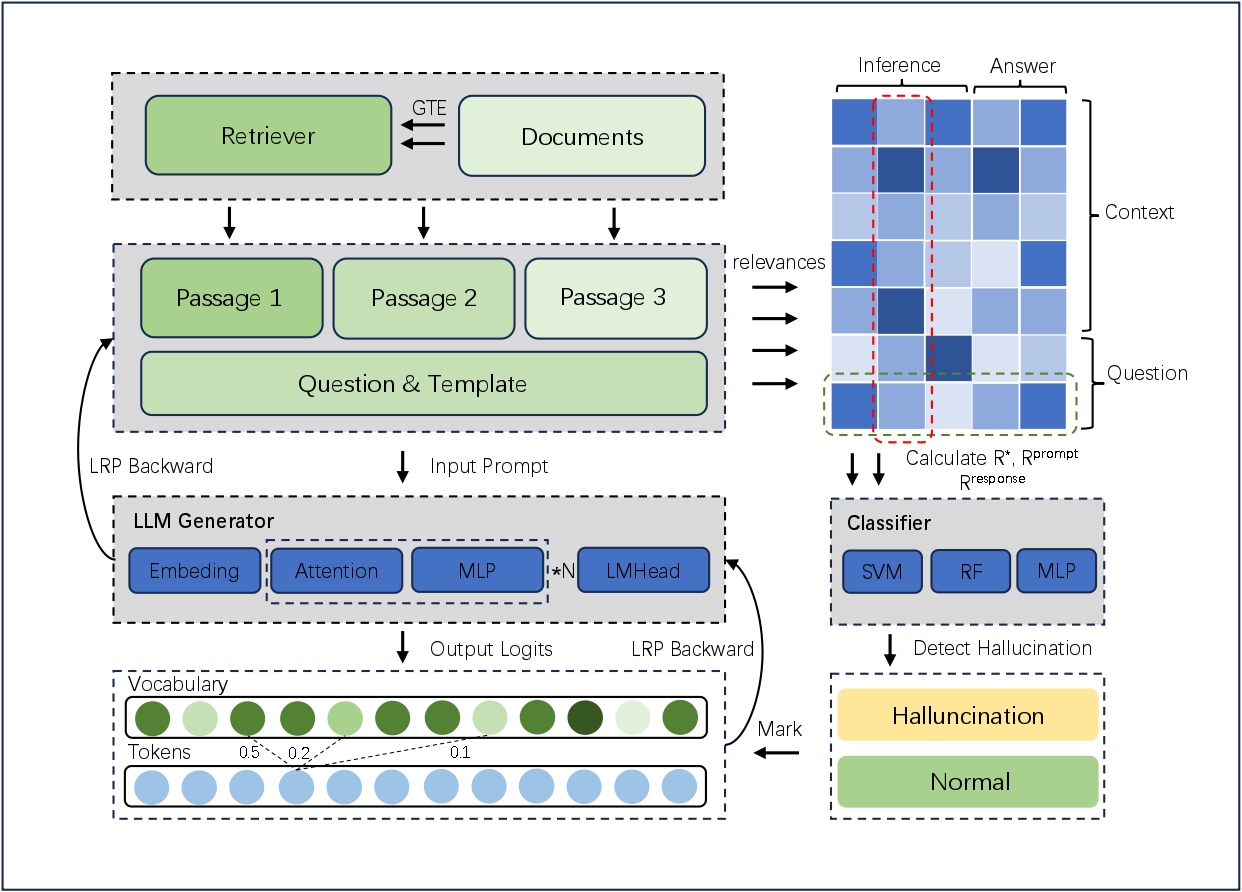 Inference
Answer
GTE
Retriever
Documents
Context
relevances
Passage 1
Passage 2
Passage 3
Question & Template
Question
LRP Backward
Input Prompt
Calculate R*, Rprompt
Rresponse
LLM Generator
Embeding
Attention
MLP
*N
LMHead
Classifier
SVM
RF
MLP
Output Logits
LRP Backward
Detect Hallucination
Vocabulary
0.5
0.2
0.1
Tokens
Mark
Halluncination
Normal